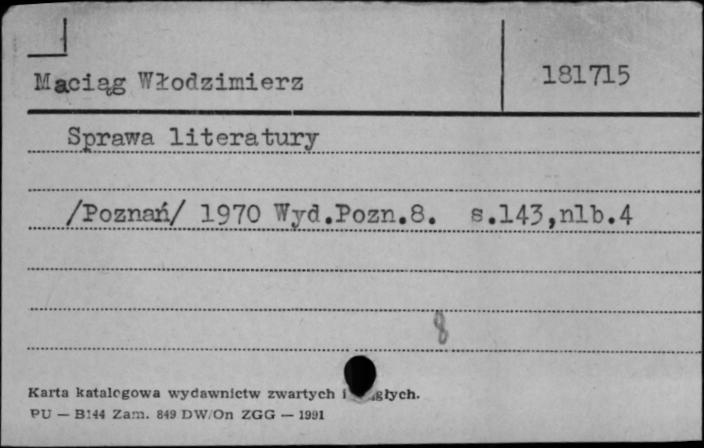 Maciąg Włodzimierz
181715
Sprawa literatury
/Poznań/ 1970 Wyd.Pozn.8. s.143,nlb.4
8
Karta katalogowa wydawnictw zwartych i głych.
PU — B144 Zam. 849 DW/On ZGG — 1991